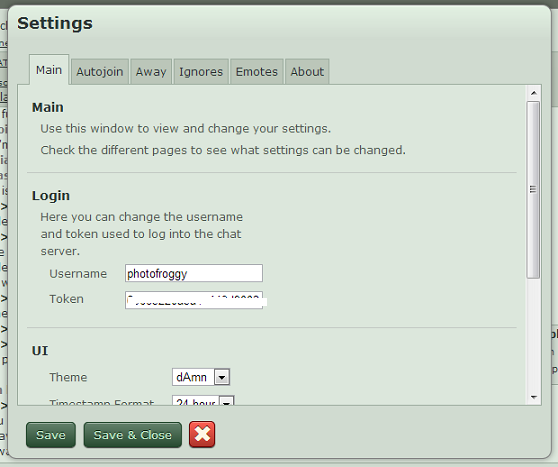 Settings
Main Autojoin Away Ignores Emotes About
Main
Use this window to view and change your settings.
Check the different pages to see what settings can be changed.
Login
Here you can change the username
and token used to log into the chat
server.
Username photofroggy
Token
UI
Theme dAmn
Timestamp Format 24 hour
Save Save & Close